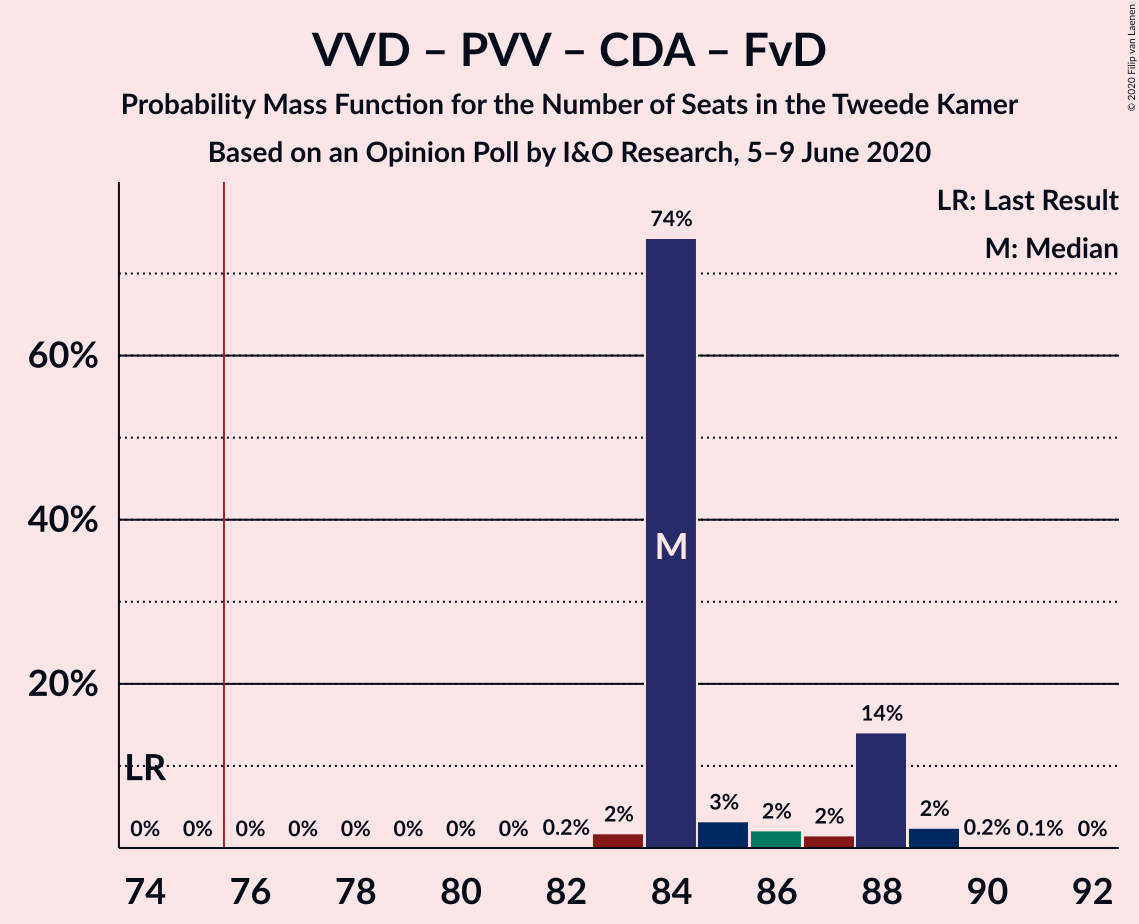 VVD – PVV – CDA – FvD
Probability Mass Function for the Number of Seats in the Tweede Kamer
Based on an Opinion Poll by I&O Research, 5–9 June 2020
© 2020 Filip van Laenen
LR: Last Result
M: Median
74%
60%
40%
M
20%
14%
LR
0% 0% 0% 0% 0% 0% 0% 0% 0.2% 2% 3% 2% 2% 2% 0.2% 0.1% 0%
74 76 78 80 82 84 86 88 90 92